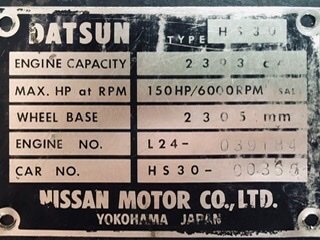 DATSUN TYPE HS30
ENGINE CAPACITY 2393 cc
MAX. HP at RPM 150HP/6000RPM SAE
WHEEL BASE 2305 mm
ENGINE NO. L24-
CAR NO. HS30-
NISSAN MOTOR CO., LTD.
YOKOHAMA JAPAN